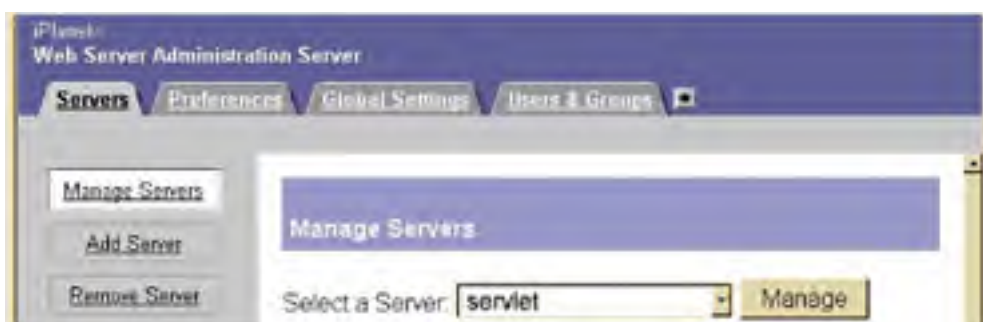 iPlanet
Web Server Administration Server
Servers Preferences Global Settings Users & Groups
Manage Servers
Add Server
Remove Server
Manage Servers
Select a Server: servlet Manage